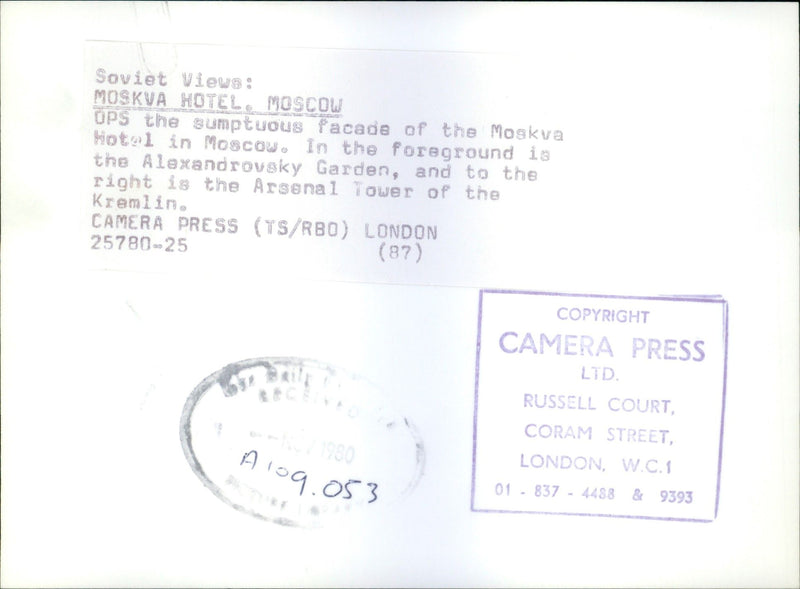 Soviet Views:
MOSKVA HOTEL, MOSCOW
OPS the sumptuous facade of the Moskva
Hotel in Moscow. In the foreground is
the Alexandrovsky Garden, and to the
right is the Arsenal Tower of the
Kremlin.
CAMERA PRESS (TS/RBO) LONDON
25780-25 (87)
COPYRIGHT
CAMERA PRESS
LTD.
RUSSELL COURT,
CORAM STREET,
LONDON, W.C.1
01 - 837 - 4488 & 9393
RECEIVED
1980
A109.053